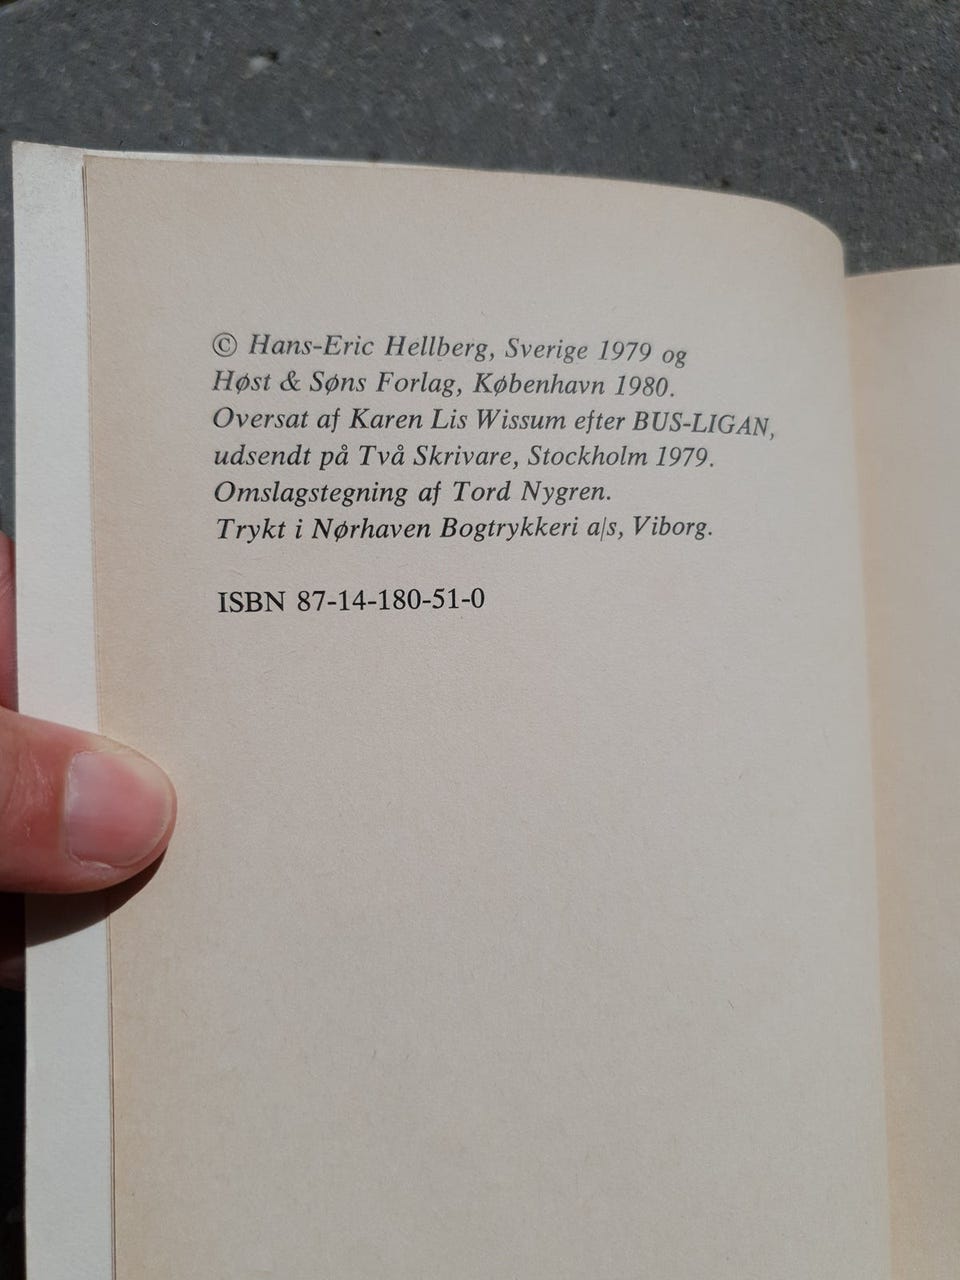 © Hans-Eric Hellberg, Sverige 1979 og
Høst & Søns Forlag, København 1980.
Oversat af Karen Lis Wissum efter BUS-LIGAN,
udsendt på Två Skrivare, Stockholm 1979.
Omslagstegning af Tord Nygren.
Trykt i Nørhaven Bogtrykkeri a/s, Viborg.
ISBN 87-14-180-51-0